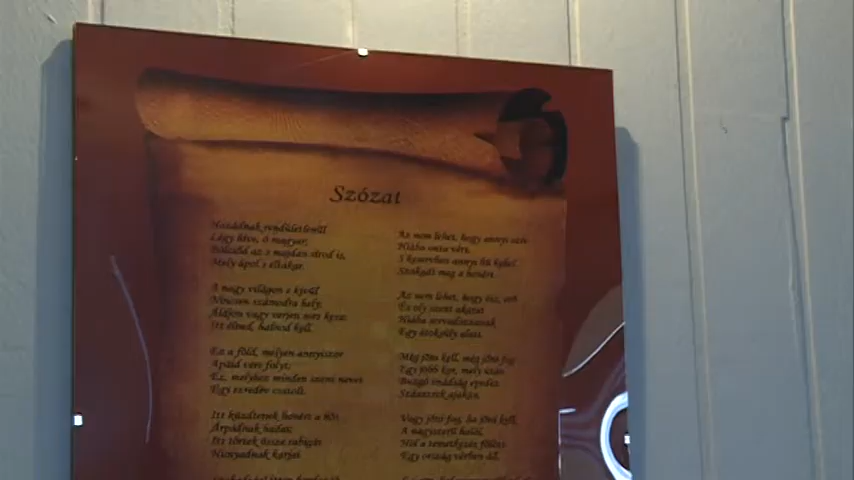 Szózat
Hazádnak rendületlenűl
Légy híve, ó magyar;
Bölcsőd az s majdan sírod is,
Mely ápol s eltakar.
A nagy világon e kívűl
Nincsen számodra hely;
Áldjon vagy verjen sors keze:
Itt élned, halnod kell.
Ez a föld, melyen annyiszor
Apáid vére folyt;
Ez, melyhez minden szent nevet
Egy ezredév csatolt.
Itt küzdtenek honért a hős
Árpádnak hadai;
Itt törtek össze rabigát
Hunyadnak karjai.
Az nem lehet, hogy annyi szív
Hiába onta vért,
S keservben annyi hű kebel
Szakadt meg a honért.
Az nem lehet, hogy ész, erő
És oly szent akarat
Hiába sorvadozzanak
Egy átoksúly alatt.
Még jőni kell, még jőni fog
Egy jobb kor, mely után
Buzgó imádság epedez
Százezrek ajakán.
Vagy jőni fog, ha jőni kell,
A nagyszerű halál,
Hol a temetkezés fölött
Egy ország vérben áll.